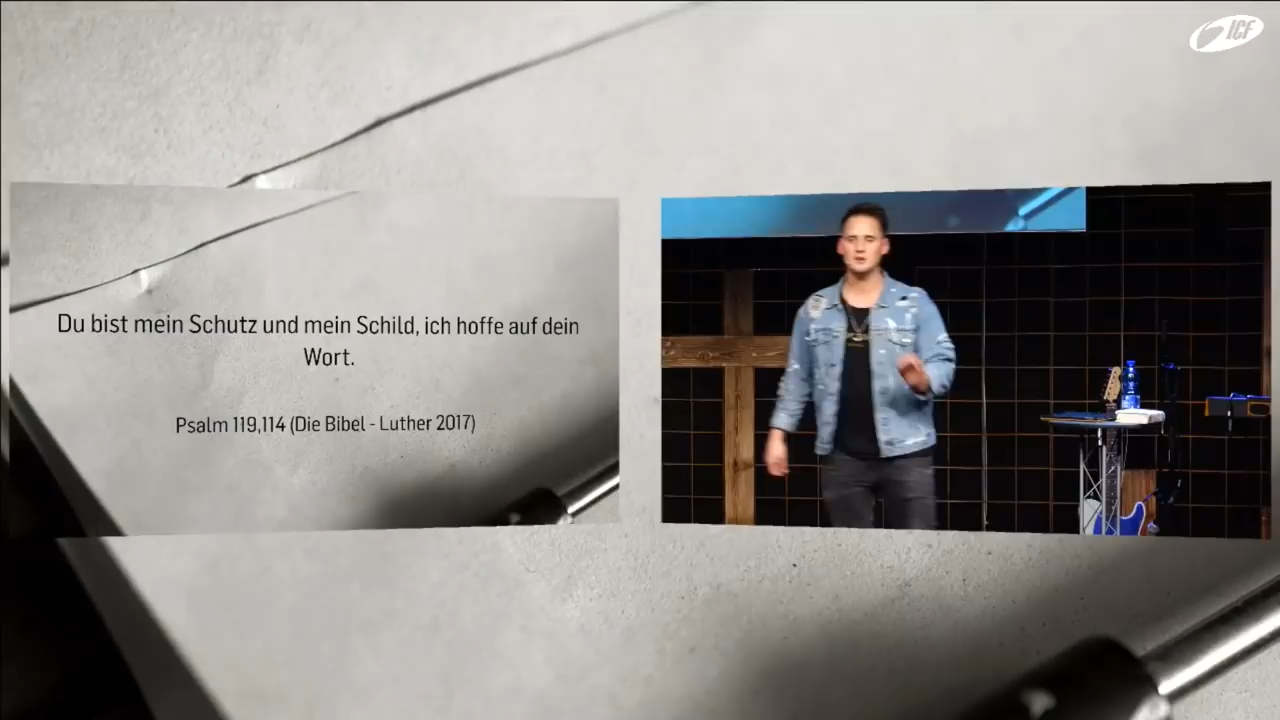 ICF
Du bist mein Schutz und mein Schild, ich hoffe auf dein
Wort.
Psalm 119,114 (Die Bibel - Luther 2017)